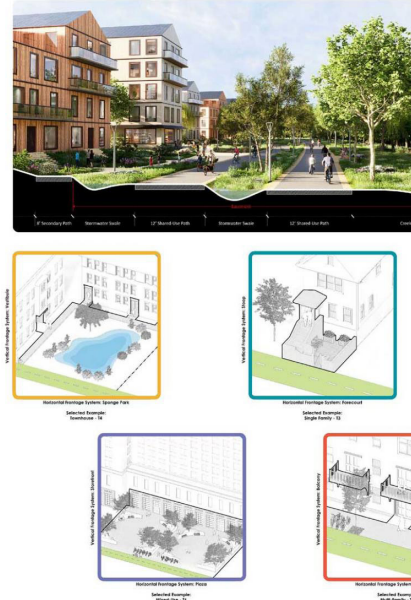 8' Secondary Path
Stormwater Swale
12' Shared-Use Path
Stormwater Swale
12' Shared-Use Path
Vertical Frontage System: Vestibule
Horizontal Frontage System: Sponge Park
Selected Example:
Townhouse - T4
Vertical Frontage System: Stoop
Horizontal Frontage System: Forecourt
Selected Example:
Single Family - T3
Vertical Frontage System: Storefront
Horizontal Frontage System: Plaza
Selected Example:
Vertical Frontage System: Balcony
Horizontal Frontage System